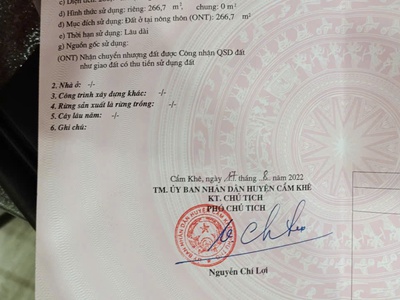 d) Hình thức sử dụng: riêng: 266,7 m², chung: 0 m²
đ) Mục đích sử dụng: Đất ở tại nông thôn (ONT): 266,7 m²
e) Thời hạn sử dụng: Lâu dài
g) Nguồn gốc sử dụng:
(ONT) Nhận chuyển nhượng đất được Công nhận QSD đất
như giao đất có thu tiền sử dụng đất
2. Nhà ở: -/-
3. Công trình xây dựng khác: -/-
4. Rừng sản xuất là rừng trồng: -/-
5. Cây lâu năm: -/-
6. Ghi chú:
Cẩm Khê, ngày tháng 8 năm 2022
TM. ỦY BAN NHÂN DÂN HUYỆN CẨM KHÊ
KT. CHỦ TỊCH
PHÓ CHỦ TỊCH
Nguyễn Chí Lợi